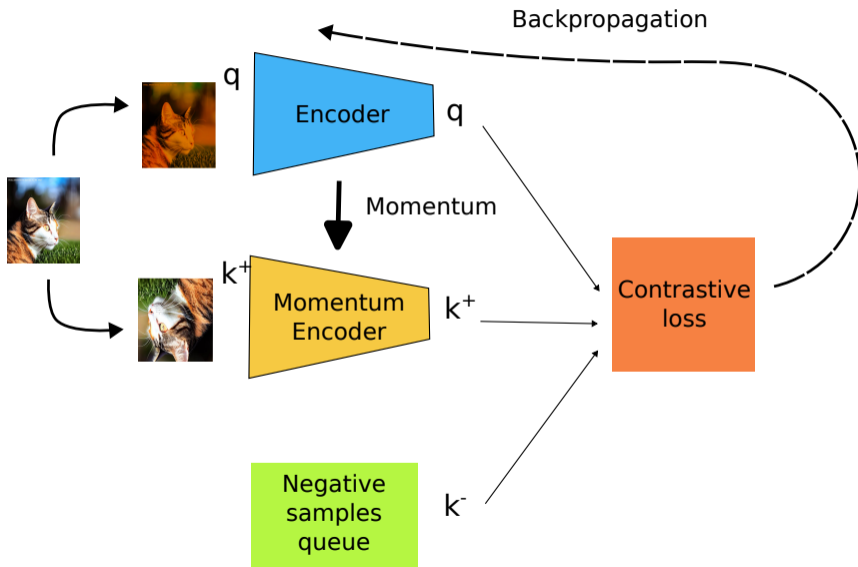 Backpropagation
q
Encoder
q
Momentum
k⁺
Momentum
Encoder
k⁺
Contrastive
loss
Negative
samples
queue
k⁻